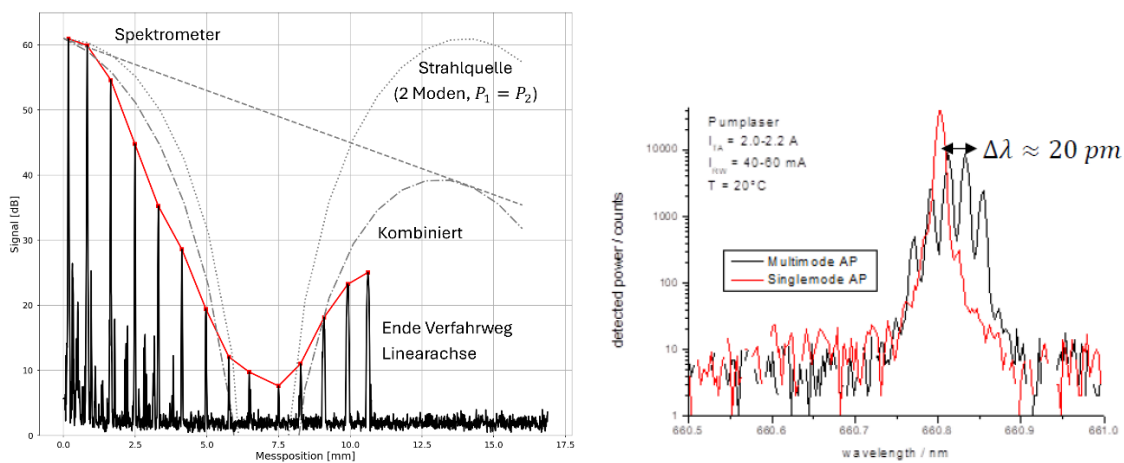 Spektrometer
Strahlquelle
(2 Moden, P₁ = P₂)
Kombiniert
Ende Verfahrweg
Linearachse
Signal [dB]
60
50
40
30
20
10
0
0.0 2.5 5.0 7.5 10.0 12.5 15.0 17.5
Messposition [mm]
Pumplaser
I_TA = 2.0-2.2 A
I_RW = 40-60 mA
T = 20°C
Δλ ≈ 20 pm
Multimode AP
Singlemode AP
detected power / counts
10000
1000
100
10
1
660.5 660.6 660.7 660.8 660.9 661.0
wavelength / nm